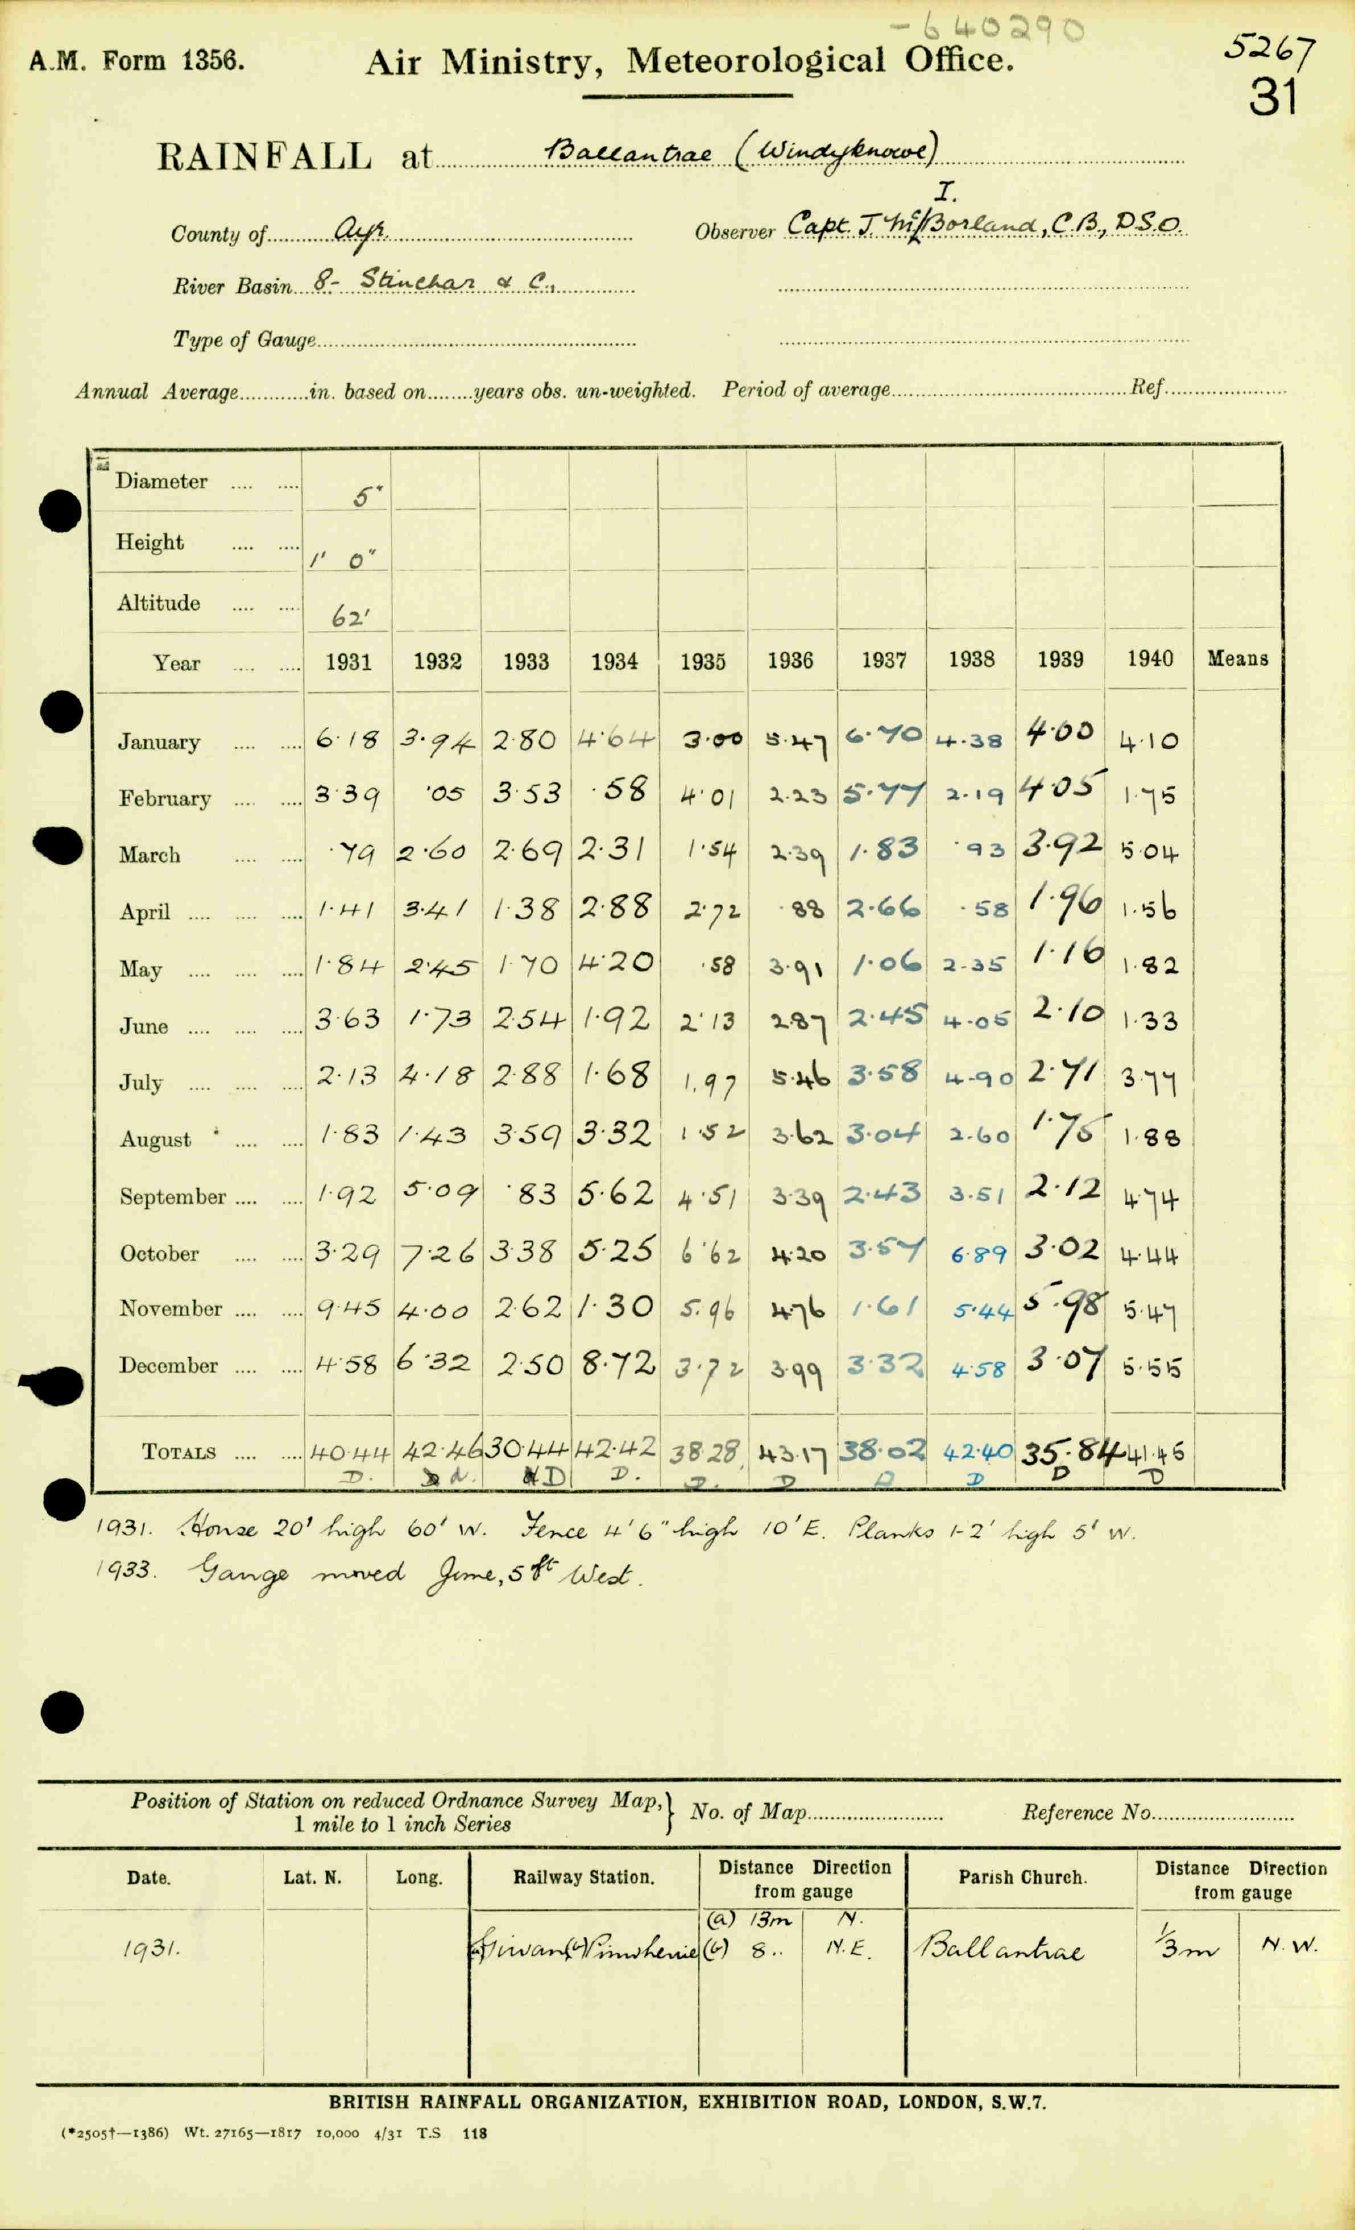 -640290
5267
A.M. Form 1356. Air Ministry, Meteorological Office.
31
RAINFALL at Ballantrae (Windyknowe)
I.
County of Ayr. Observer Capt. J. McBorland, C.B., D.S.O.
River Basin 8- Stinchar & C.,
Type of Gauge
Annual Average in. based on years obs. un-weighted. Period of average Ref.
Diameter 5"
Height 1' 0"
Altitude 62'
Year 1931 1932 1933 1934 1935 1936 1937 1938 1939 1940 Means
January 6·18 3·94 2·80 4·64 3·00 5·47 6·70 4·38 4·00 4·10
February 3·39 ·05 3·53 ·58 4·01 2·23 5·77 2·19 4·05 1·75
March ·79 2·60 2·69 2·31 1·54 2·39 1·83 ·93 3·92 5·04
April 1·41 3·41 1·38 2·88 2·72 ·88 2·66 ·58 1·96 1·56
May 1·84 2·45 1·70 4·20 ·58 3·91 1·06 2·35 1·16 1·82
June 3·63 1·73 2·54 1·92 2·13 2·87 2·45 4·05 2·10 1·33
July 2·13 4·18 2·88 1·68 1·97 5·46 3·58 4·90 2·71 3·77
August 1·83 1·43 3·59 3·32 1·52 3·62 3·04 2·60 1·75 1·88
September 1·92 5·09 ·83 5·62 4·51 3·39 2·43 3·51 2·12 4·74
October 3·29 7·26 3·38 5·25 6·62 4·20 3·57 6·89 3·02 4·44
November 9·45 4·00 2·62 1·30 5·96 4·76 1·61 5·44 5·98 5·47
December 4·58 6·32 2·50 8·72 3·72 3·99 3·32 4·58 3·07 5·55
TOTALS 40·44 42·46 30·44 42·42 38·28 43·17 38·02 42·40 35·84 41·45
D. d. D D. D. D D D D D
1931. House 20' high 60' W. Fence 4' 6" high 10' E. Planks 1-2' high 5' W.
1933. Gauge moved June, 5 ft West.
Position of Station on reduced Ordnance Survey Map, 1 mile to 1 inch Series } No. of Map Reference No.
Date. Lat. N. Long. Railway Station. Distance Direction from gauge Parish Church. Distance Direction from gauge
(a) 13m N.
1931. (a) Girvan (b) Pinwherrie (b) 8 " N.E. Ballantrae 1/3 m N.W.
BRITISH RAINFALL ORGANIZATION, EXHIBITION ROAD, LONDON, S.W.7.
(*2505†—1386) Wt. 27165—1817 10,000 4/31 T.S 118